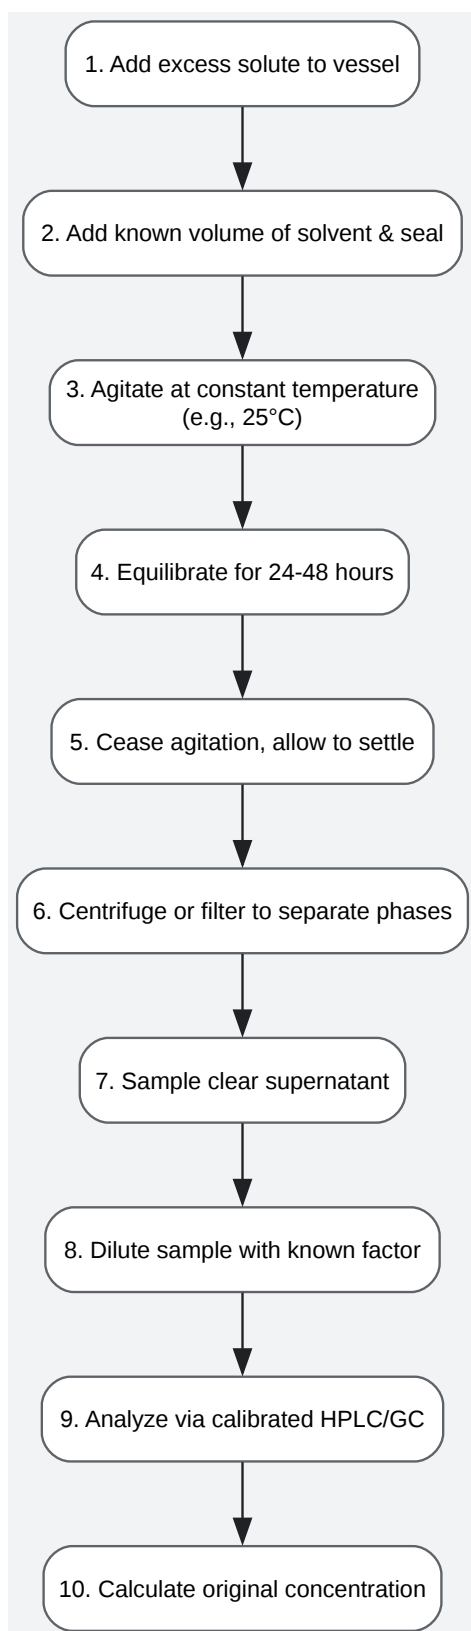 1. Add excess solute to vessel
2. Add known volume of solvent & seal
3. Agitate at constant temperature
(e.g., 25°C)
4. Equilibrate for 24-48 hours
5. Cease agitation, allow to settle
6. Centrifuge or filter to separate phases
7. Sample clear supernatant
8. Dilute sample with known factor
9. Analyze via calibrated HPLC/GC
10. Calculate original concentration